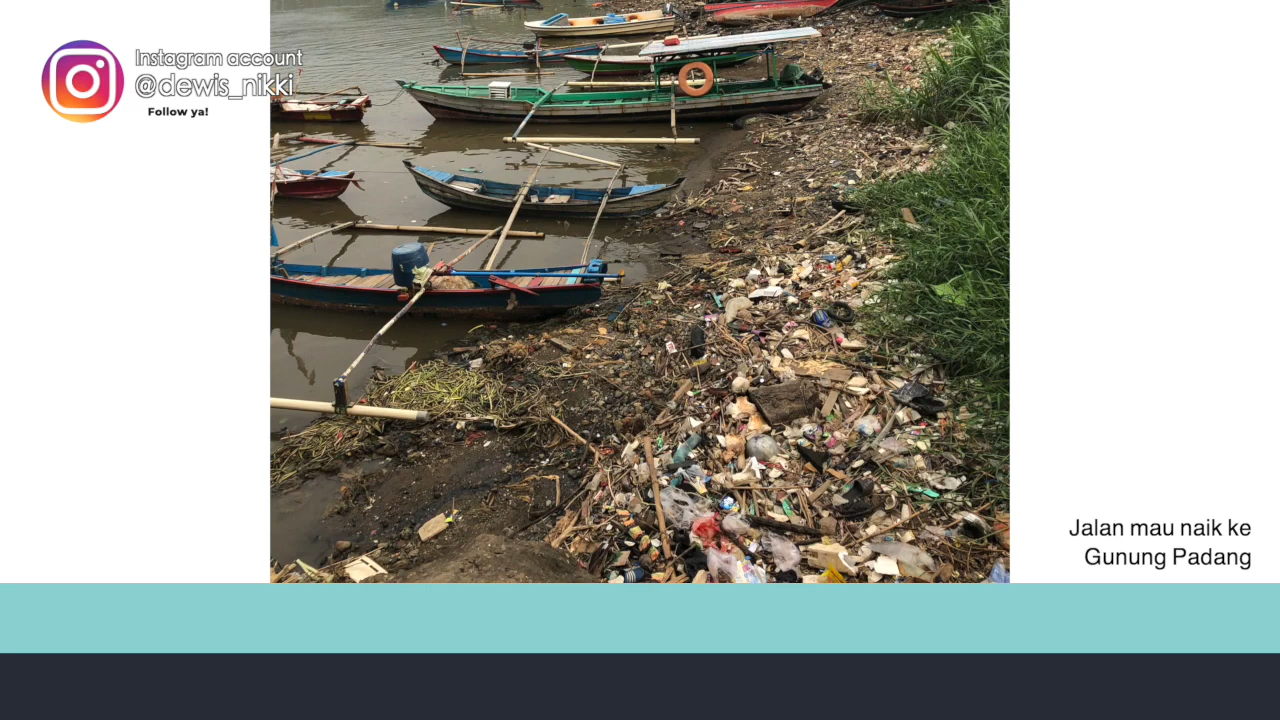 Instagram account
@dewis_nikki
Follow ya!
Jalan mau naik ke
Gunung Padang